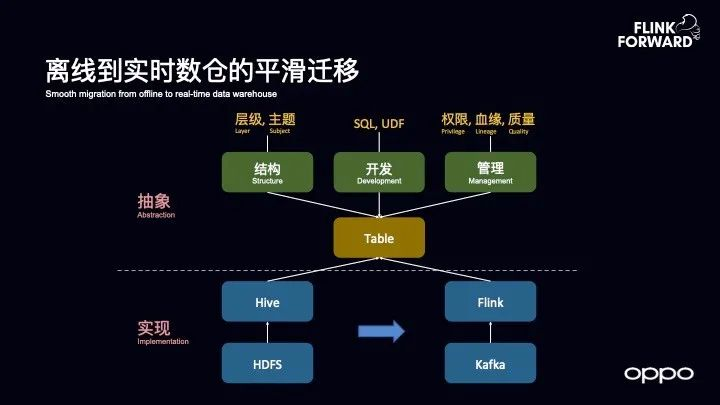 FLINK
FORWARD
离线到实时数仓的平滑迁移
Smooth migration from offline to real-time data warehouse
层级, 主题
Layer Subject
SQL, UDF
权限, 血缘, 质量
Privilege Lineage Quality
结构
Structure
开发
Development
管理
Management
抽象
Abstraction
Table
Hive
Flink
实现
Implementation
HDFS
Kafka
oppo